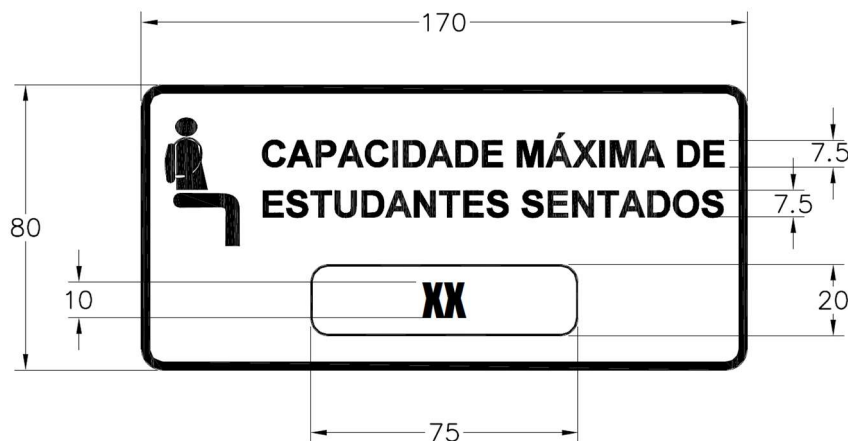 170
CAPACIDADE MÁXIMA DE
7.5
ESTUDANTES SENTADOS
7.5
80
10
XX
20
75